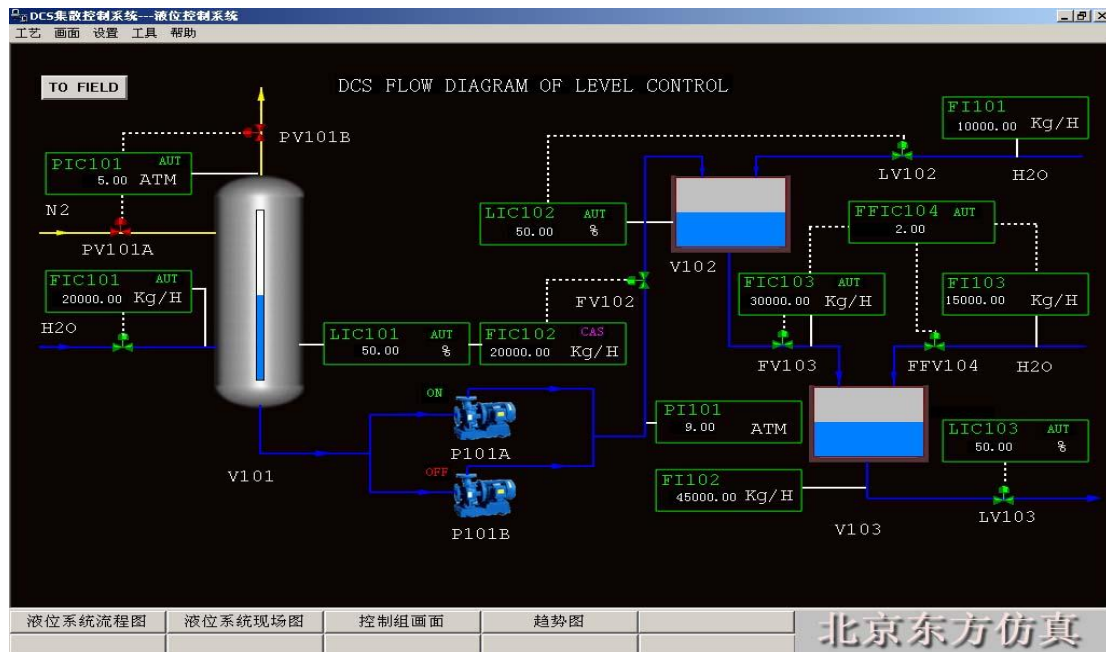 DCS集散控制系统---液位控制系统
工艺 画面 设置 工具 帮助
TO FIELD
DCS FLOW DIAGRAM OF LEVEL CONTROL
FI101
10000.00 Kg/H
PV101B
PIC101 AUT
5.00 ATM
LV102
H2O
N2
LIC102 AUT
50.00 %
FFIC104 AUT
2.00
PV101A
V102
FIC101 AUT
20000.00 Kg/H
FIC103 AUT
30000.00 Kg/H
FI103
15000.00 Kg/H
FV102
H2O
LIC101 AUT
50.00 %
FIC102 CAS
20000.00 Kg/H
FV103
FFV104
H2O
ON
P101A
PI101
9.00 ATM
LIC103 AUT
50.00 %
V101
OFF
P101B
FI102
45000.00 Kg/H
V103
LV103
液位系统流程图 液位系统现场图 控制组画面 趋势图
北京东方仿真